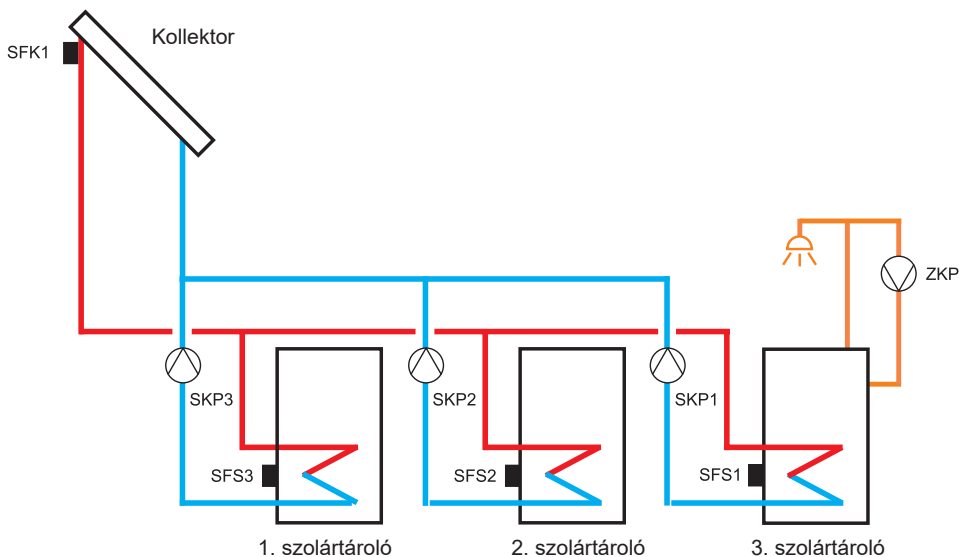 Kollektor
SFK1
ZKP
SKP3
SKP2
SKP1
SFS3
SFS2
SFS1
1. szolártároló
2. szolártároló
3. szolártároló